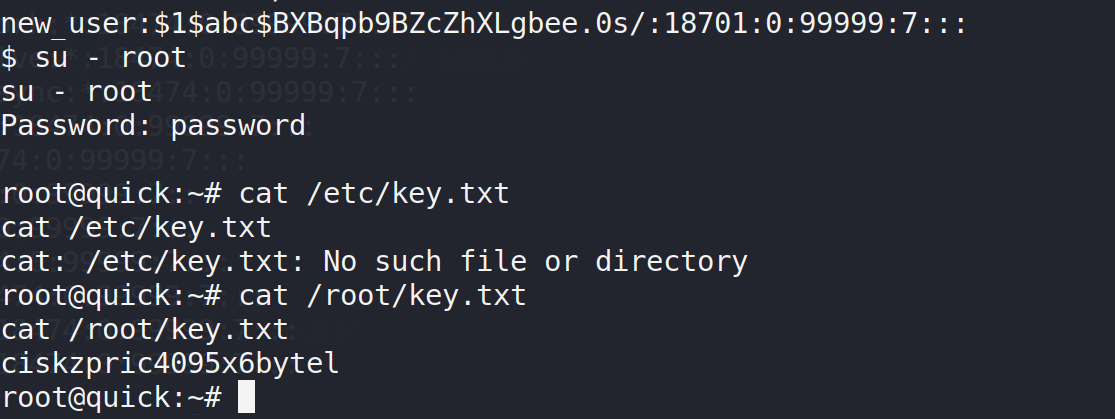 new_user:$1$abc$BXBqpb9BZcZhXLgbee.0s/:18701:0:99999:7:::
$ su - root
su - root
Password: password
root@quick:~# cat /etc/key.txt
cat /etc/key.txt
cat: /etc/key.txt: No such file or directory
root@quick:~# cat /root/key.txt
cat /root/key.txt
ciskzpric4095x6bytel
root@quick:~#